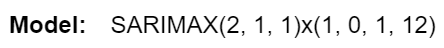 Model: SARIMAX(2, 1, 1)x(1, 0, 1, 12)